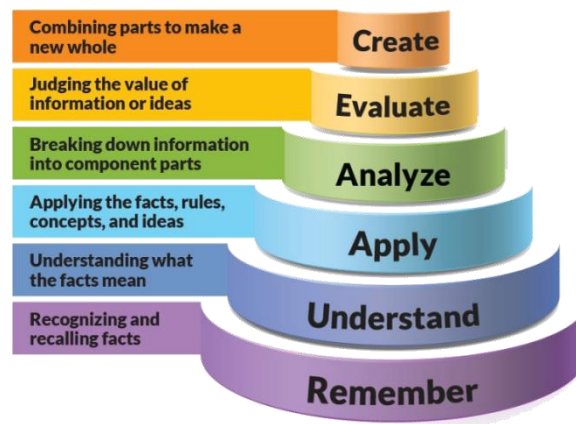 Combining parts to make a
new whole
Create
Judging the value of
information or ideas
Evaluate
Breaking down information
into component parts
Analyze
Applying the facts, rules,
concepts, and ideas
Apply
Understanding what
the facts mean
Understand
Recognizing and
recalling facts
Remember